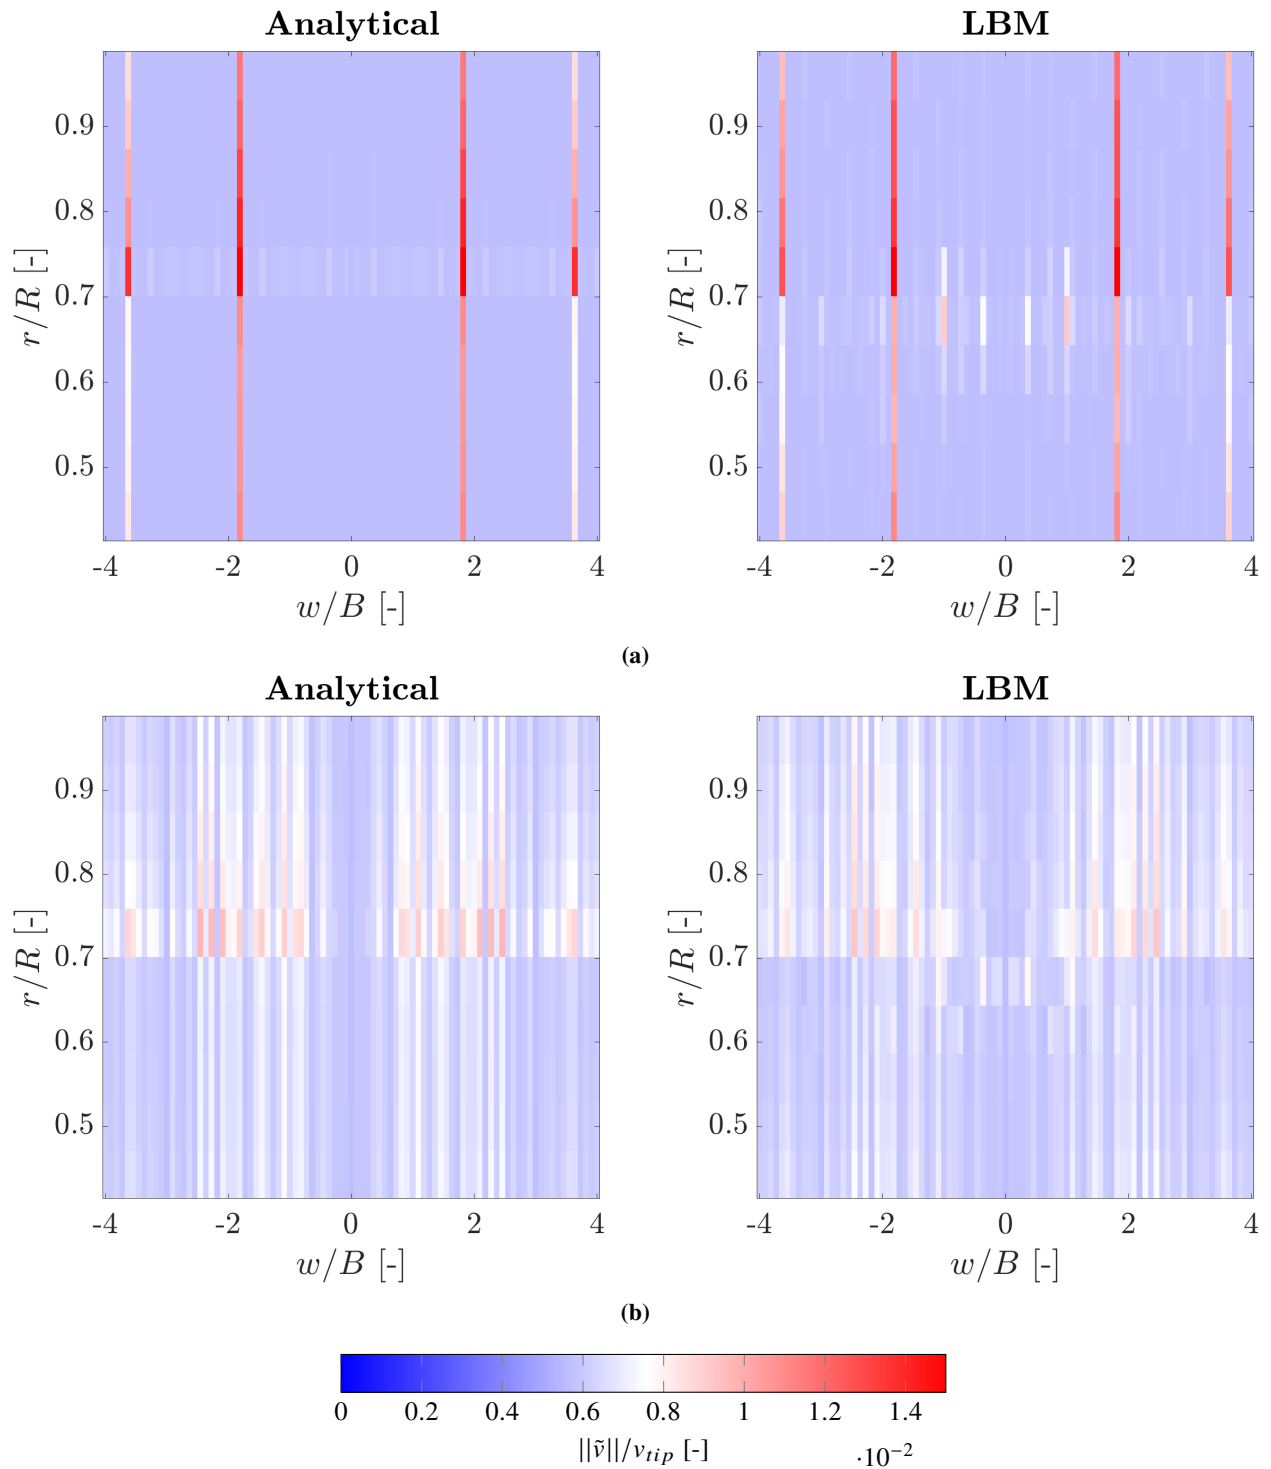 Analytical LBM
0.9 0.9
0.8 0.8
r/R [-] r/R [-]
0.7 0.7
0.6 0.6
0.5 0.5
-4 -2 0 2 4 -4 -2 0 2 4
w/B [-] w/B [-]
(a)
Analytical LBM
0.9 0.9
0.8 0.8
r/R [-] r/R [-]
0.7 0.7
0.6 0.6
0.5 0.5
-4 -2 0 2 4 -4 -2 0 2 4
w/B [-] w/B [-]
(b)
0 0.2 0.4 0.6 0.8 1 1.2 1.4
||ṽ||/v_tip [-] ·10⁻²